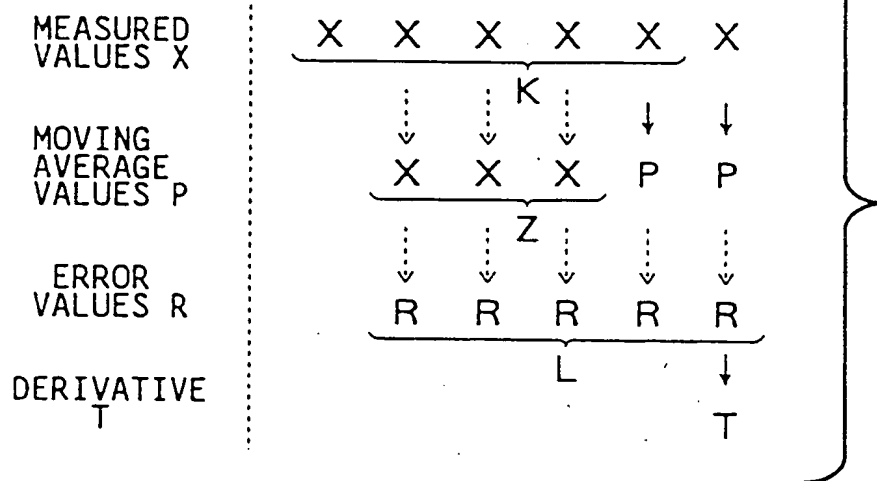 MEASURED
VALUES X
X X X X X X
K
MOVING
AVERAGE
VALUES P
X X X P P
Z
ERROR
VALUES R
R R R R R
L
DERIVATIVE
T
T